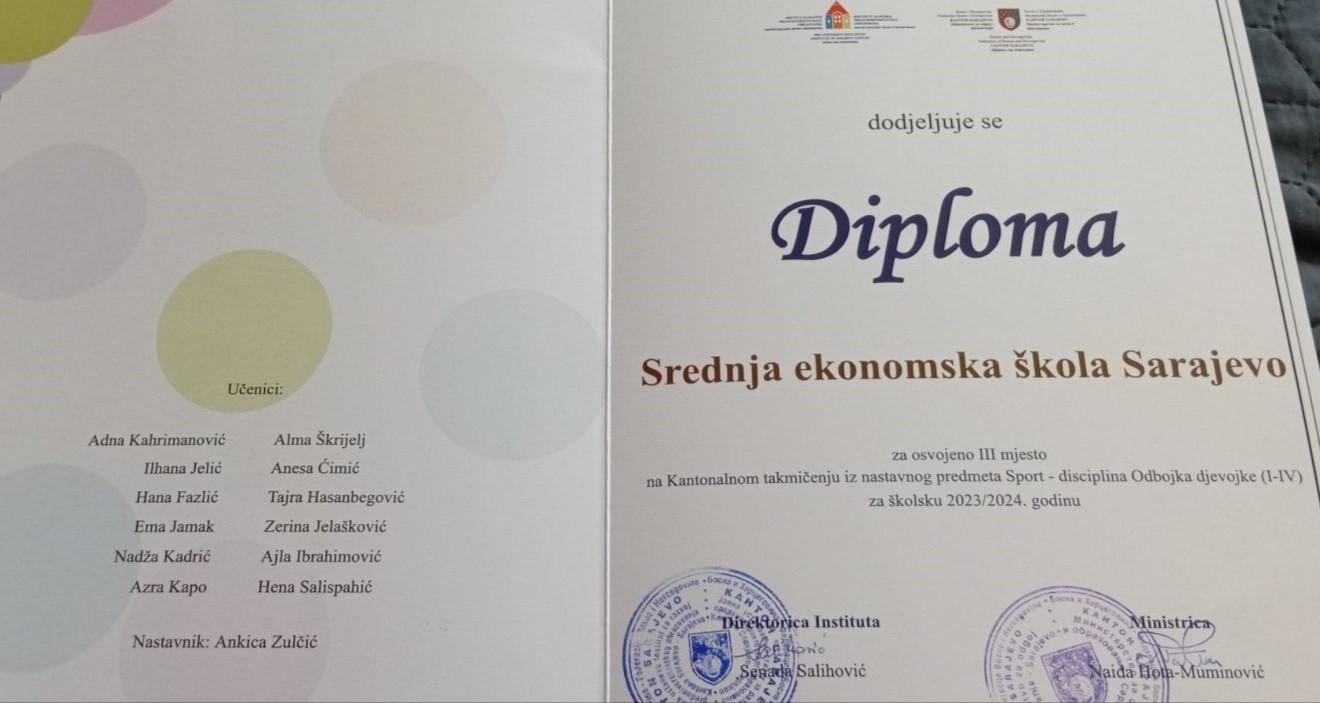 Učenici:
Adna Kahrimanović Alma Škrijelj
Ilhana Jelić Anesa Ćimić
Hana Fazlić Tajra Hasanbegović
Ema Jamak Zerina Jelašković
Nadža Kadrić Ajla Ibrahimović
Azra Kapo Hena Salispahić
Nastavnik: Ankica Zulčić
dodjeljuje se
Diploma
Srednja ekonomska škola Sarajevo
za osvojeno III mjesto
na Kantonalnom takmičenju iz nastavnog predmeta Sport - disciplina Odbojka djevojke (I-IV)
za školsku 2023/2024. godinu
Direktorica Instituta
Senada Salihović
Ministrica
Naida Hota-Muminović